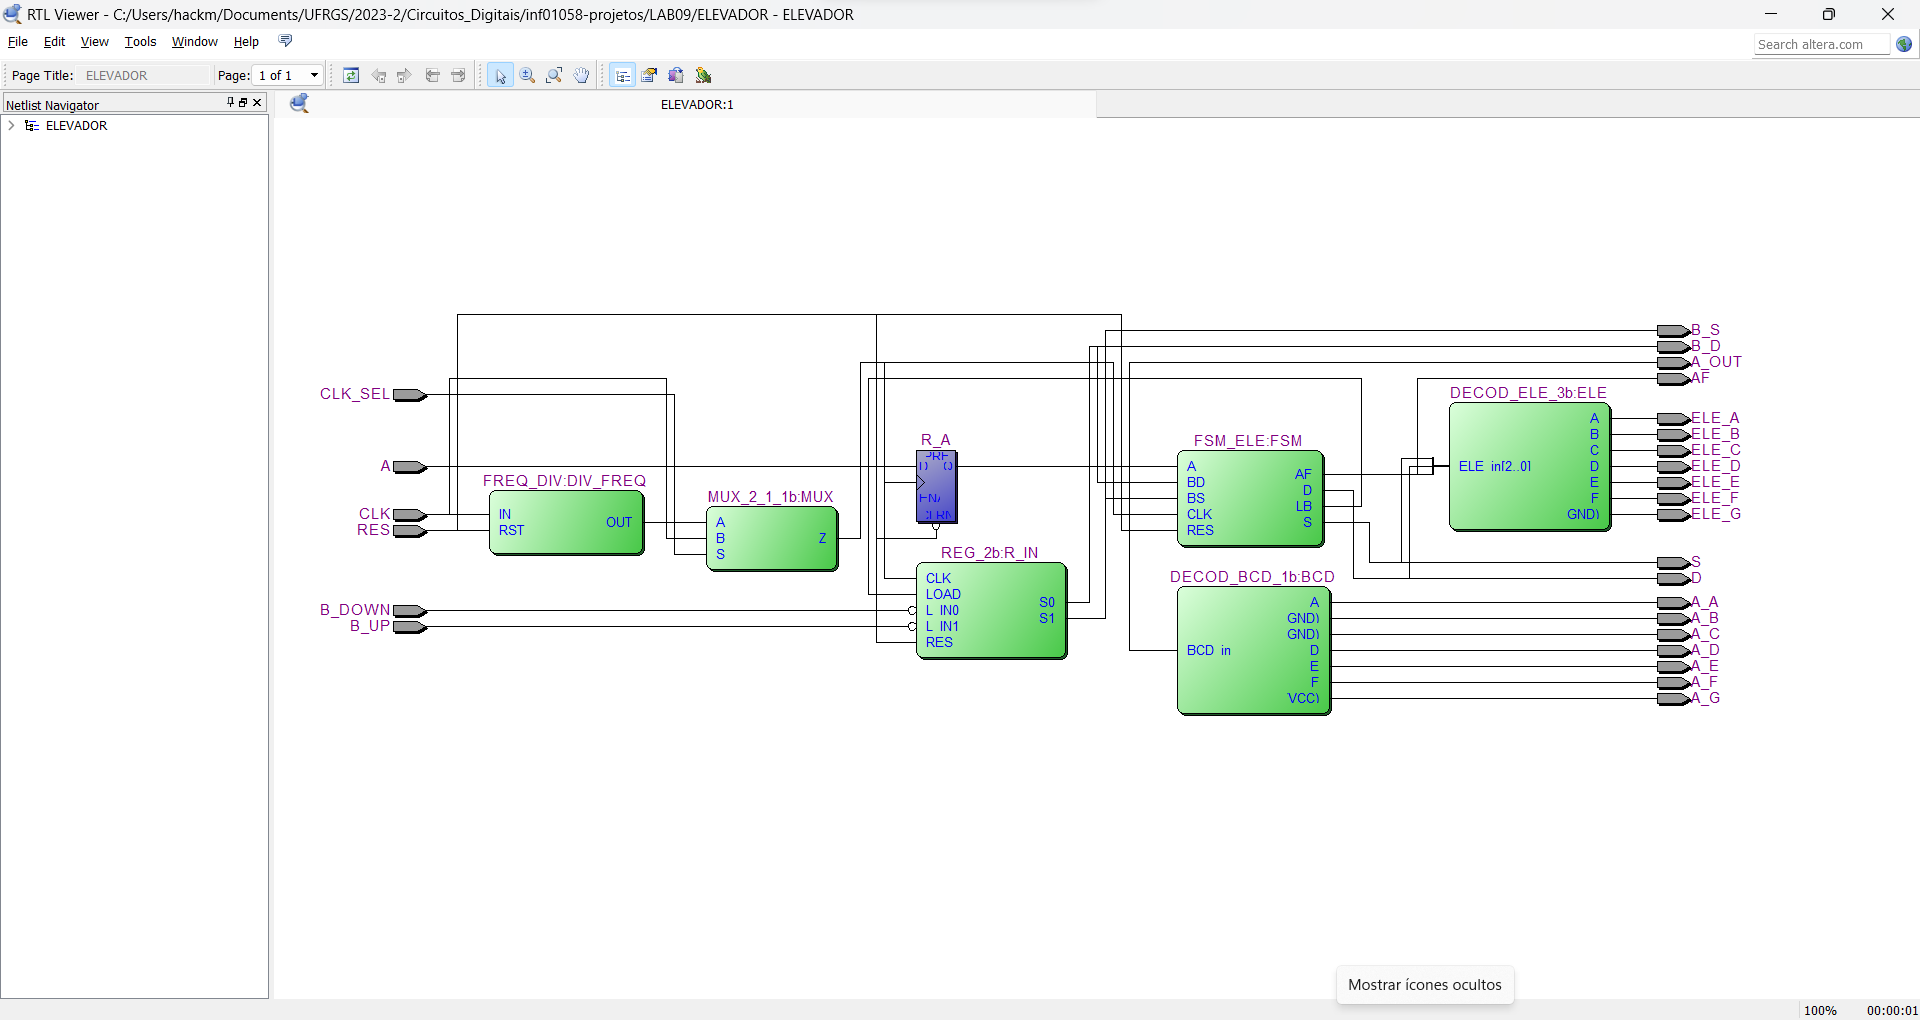 RTL Viewer - C:/Users/hackm/Documents/UFRGS/2023-2/Circuitos_Digitais/inf01058-projetos/LAB09/ELEVADOR - ELEVADOR
File Edit View Tools Window Help
Search altera.com
Page Title: ELEVADOR Page: 1 of 1
Netlist Navigator
ELEVADOR:1
ELEVADOR
CLK_SEL
A
CLK
RES
B_DOWN
B_UP
FREQ_DIV:DIV_FREQ
IN
RST
OUT
MUX_2_1_1b:MUX
A
B
S
Z
R_A
PRE
D Q
ENA
CLRN
REG_2b:R_IN
CLK
LOAD
L_IN0
L_IN1
RES
S0
S1
FSM_ELE:FSM
A
BD
BS
CLK
RES
AF
D
LB
S
DECOD_BCD_1b:BCD
BCD_in
A
GND)
GND)
D
E
F
VCC)
DECOD_ELE_3b:ELE
ELE_in[2..0]
A
B
C
D
E
F
GND)
B_S
B_D
A_OUT
AF
ELE_A
ELE_B
ELE_C
ELE_D
ELE_E
ELE_F
ELE_G
S
D
A_A
A_B
A_C
A_D
A_E
A_F
A_G
Mostrar ícones ocultos
100% 00:00:01